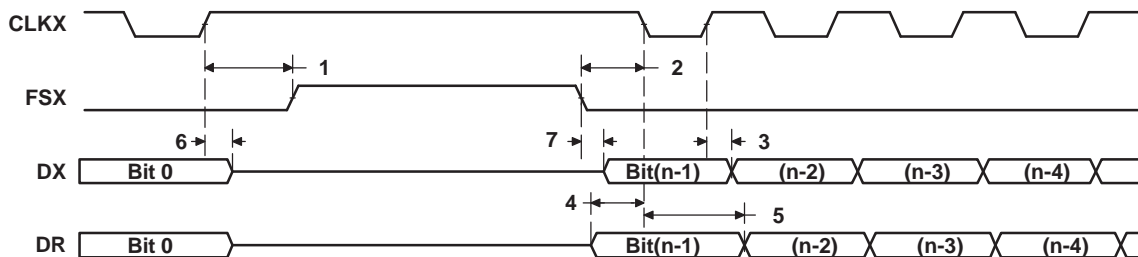 CLKX
1 2
FSX
6 7 3
DX Bit 0 Bit(n-1) (n-2) (n-3) (n-4)
4 5
DR Bit 0 Bit(n-1) (n-2) (n-3) (n-4)